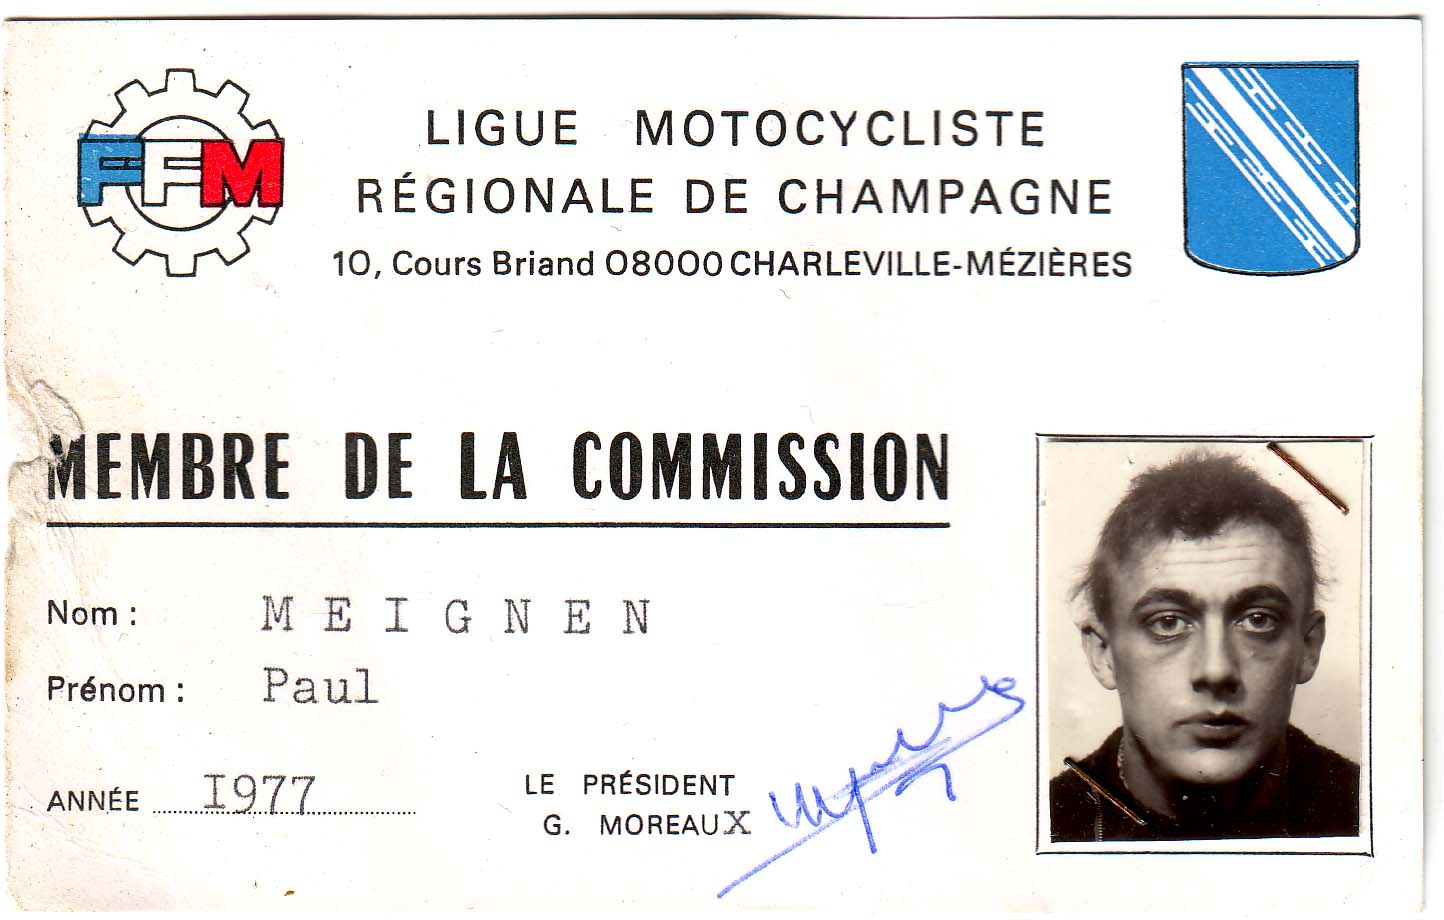 FFM
LIGUE MOTOCYCLISTE
RÉGIONALE DE CHAMPAGNE
10, Cours Briand 08000 CHARLEVILLE-MÉZIÈRES
MEMBRE DE LA COMMISSION
Nom : MEIGNEN
Prénom : Paul
ANNÉE I977
LE PRÉSIDENT
G. MOREAUX